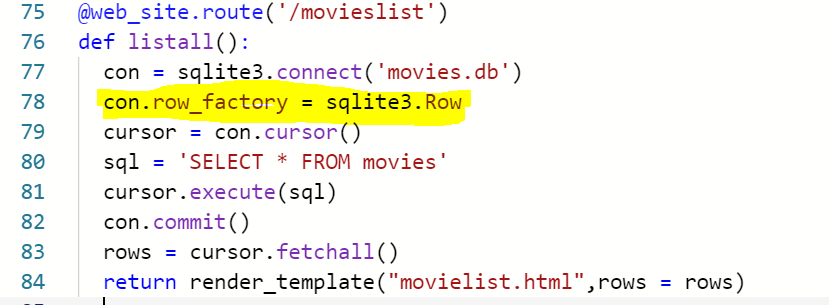 75 @web_site.route('/movieslist')
76 def listall():
77 con = sqlite3.connect('movies.db')
78 con.row_factory = sqlite3.Row
79 cursor = con.cursor()
80 sql = 'SELECT * FROM movies'
81 cursor.execute(sql)
82 con.commit()
83 rows = cursor.fetchall()
84 return render_template("movielist.html",rows = rows)